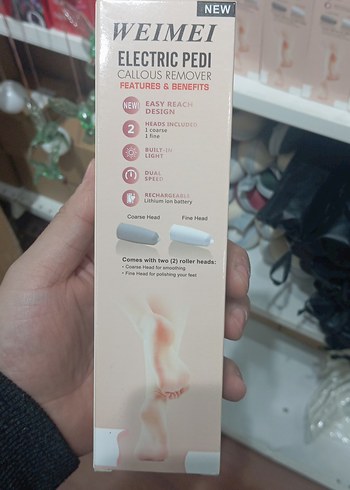 NEW
WEIMEI
ELECTRIC PEDI
CALLOUS REMOVER
FEATURES & BENEFITS
NEW!
EASY REACH
DESIGN
2
HEADS INCLUDED
1 coarse
1 fine
BUILT-IN
LIGHT
DUAL
SPEED
RECHARGEABLE
Lithium ion battery
Coarse Head
Fine Head
Comes with two (2) roller heads:
• Coarse Head for smoothing
• Fine Head for polishing your feet